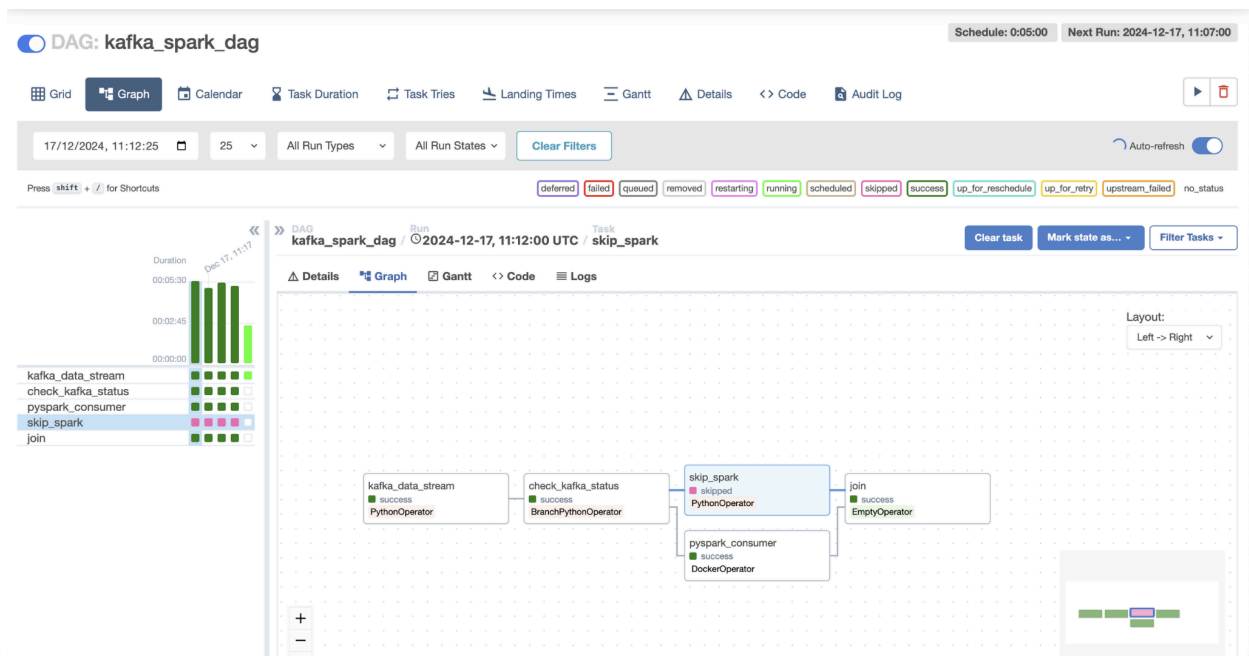 DAG: kafka_spark_dag
Schedule: 0:05:00 Next Run: 2024-12-17, 11:07:00
Grid Graph Calendar Task Duration Task Tries Landing Times Gantt Details <> Code Audit Log
17/12/2024, 11:12:25 25 All Run Types All Run States Clear Filters Auto-refresh
Press shift + / for Shortcuts
deferred failed queued removed restarting running scheduled skipped success up_for_reschedule up_for_retry upstream_failed no_status
DAG Run Task
kafka_spark_dag / 2024-12-17, 11:12:00 UTC / skip_spark
Clear task Mark state as... Filter Tasks
Details Graph Gantt <> Code Logs
Duration Dec 17, 11:17
00:05:30
00:02:45
00:00:00
kafka_data_stream
check_kafka_status
pyspark_consumer
skip_spark
join
Layout:
Left -> Right
kafka_data_stream
success
PythonOperator
check_kafka_status
success
BranchPythonOperator
skip_spark
skipped
PythonOperator
join
success
EmptyOperator
pyspark_consumer
success
DockerOperator
+
−